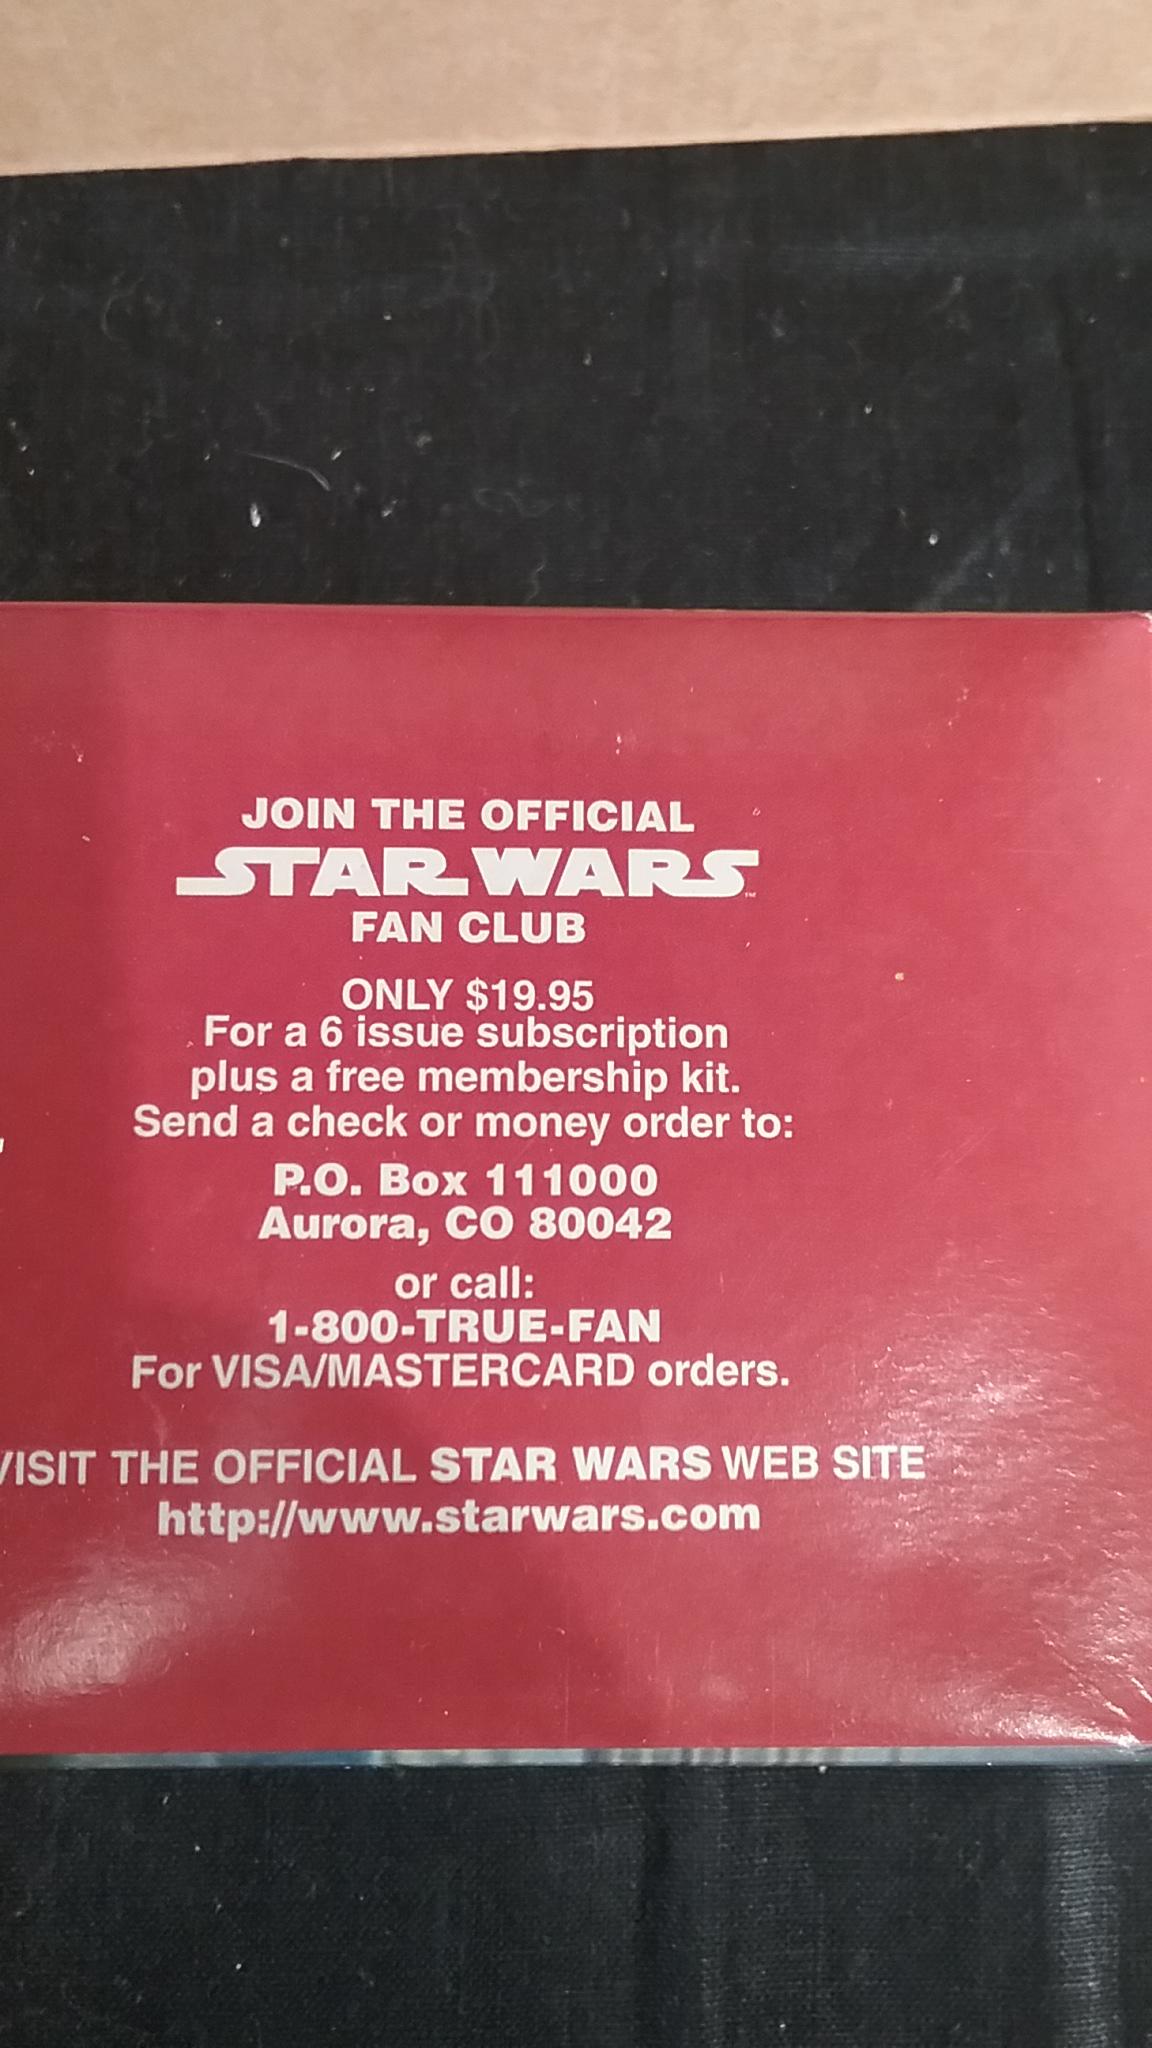 JOIN THE OFFICIAL
STAR WARS™
FAN CLUB
ONLY $19.95
For a 6 issue subscription
plus a free membership kit.
Send a check or money order to:
P.O. Box 111000
Aurora, CO 80042
or call:
1-800-TRUE-FAN
For VISA/MASTERCARD orders.
VISIT THE OFFICIAL STAR WARS WEB SITE
http://www.starwars.com